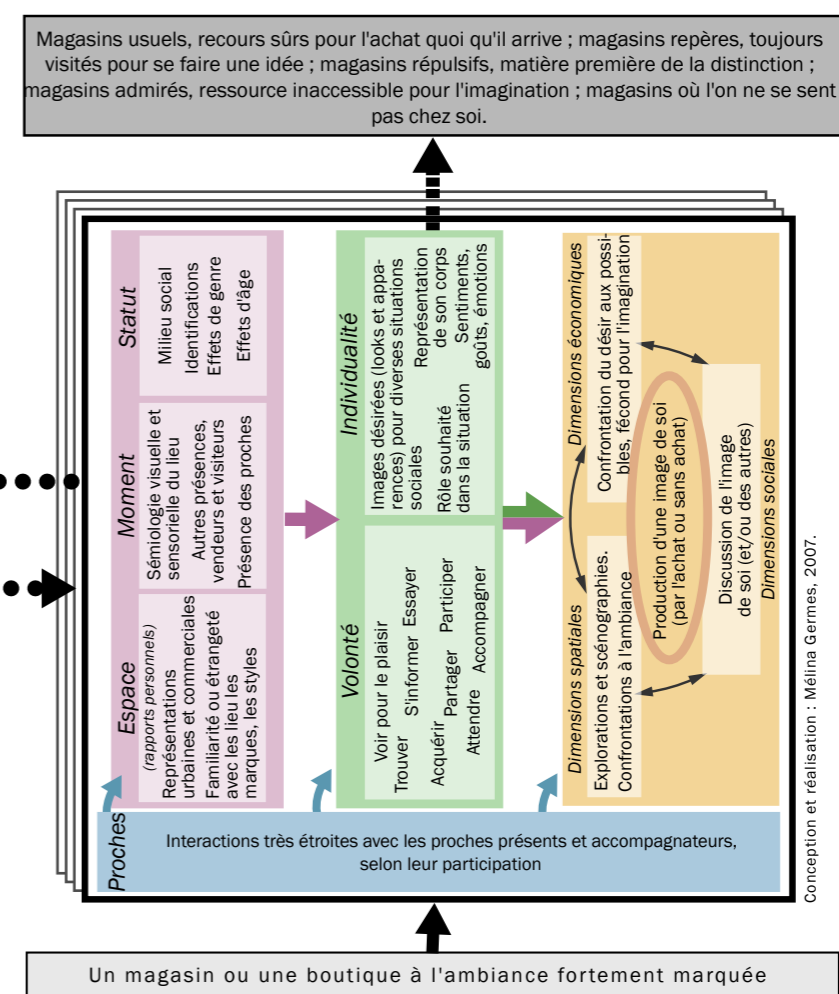 Magasins usuels, recours sûrs pour l'achat quoi qu'il arrive ; magasins repères, toujours
visités pour se faire une idée ; magasins répulsifs, matière première de la distinction ;
magasins admirés, ressource inaccessible pour l'imagination ; magasins où l'on ne se sent
pas chez soi.
Espace
(rapports personnels)
Représentations
urbaines et commerciales
Familiarité ou étrangeté
avec les lieu les
marques, les styles
Moment
Sémiologie visuelle et
sensorielle du lieu
Autres présences,
vendeurs et visiteurs
Présence des proches
Statut
Milieu social
Identifications
Effets de genre
Effets d'âge
Volonté
Voir pour le plaisir
Trouver S'informer Essayer
Acquérir Partager Participer
Attendre Accompagner
Individualité
Images désirées (looks et appa-
rences) pour diverses situations
sociales
Représentation
de son corps
Rôle souhaité
dans la situation
Sentiments,
goûts, émotions
Dimensions spatiales
Explorations et scénographies.
Confrontations à l'ambiance
Dimensions économiques
Confrontation du désir aux possi-
bles, fécond pour l'imagination
Production d'une image de soi
(par l'achat ou sans achat)
Discussion de l'image
de soi (et/ou des autres)
Dimensions sociales
Proches
Interactions très étroites avec les proches présents et accompagnateurs,
selon leur participation
Un magasin ou une boutique à l'ambiance fortement marquée
Conception et réalisation : Mélina Germes, 2007.